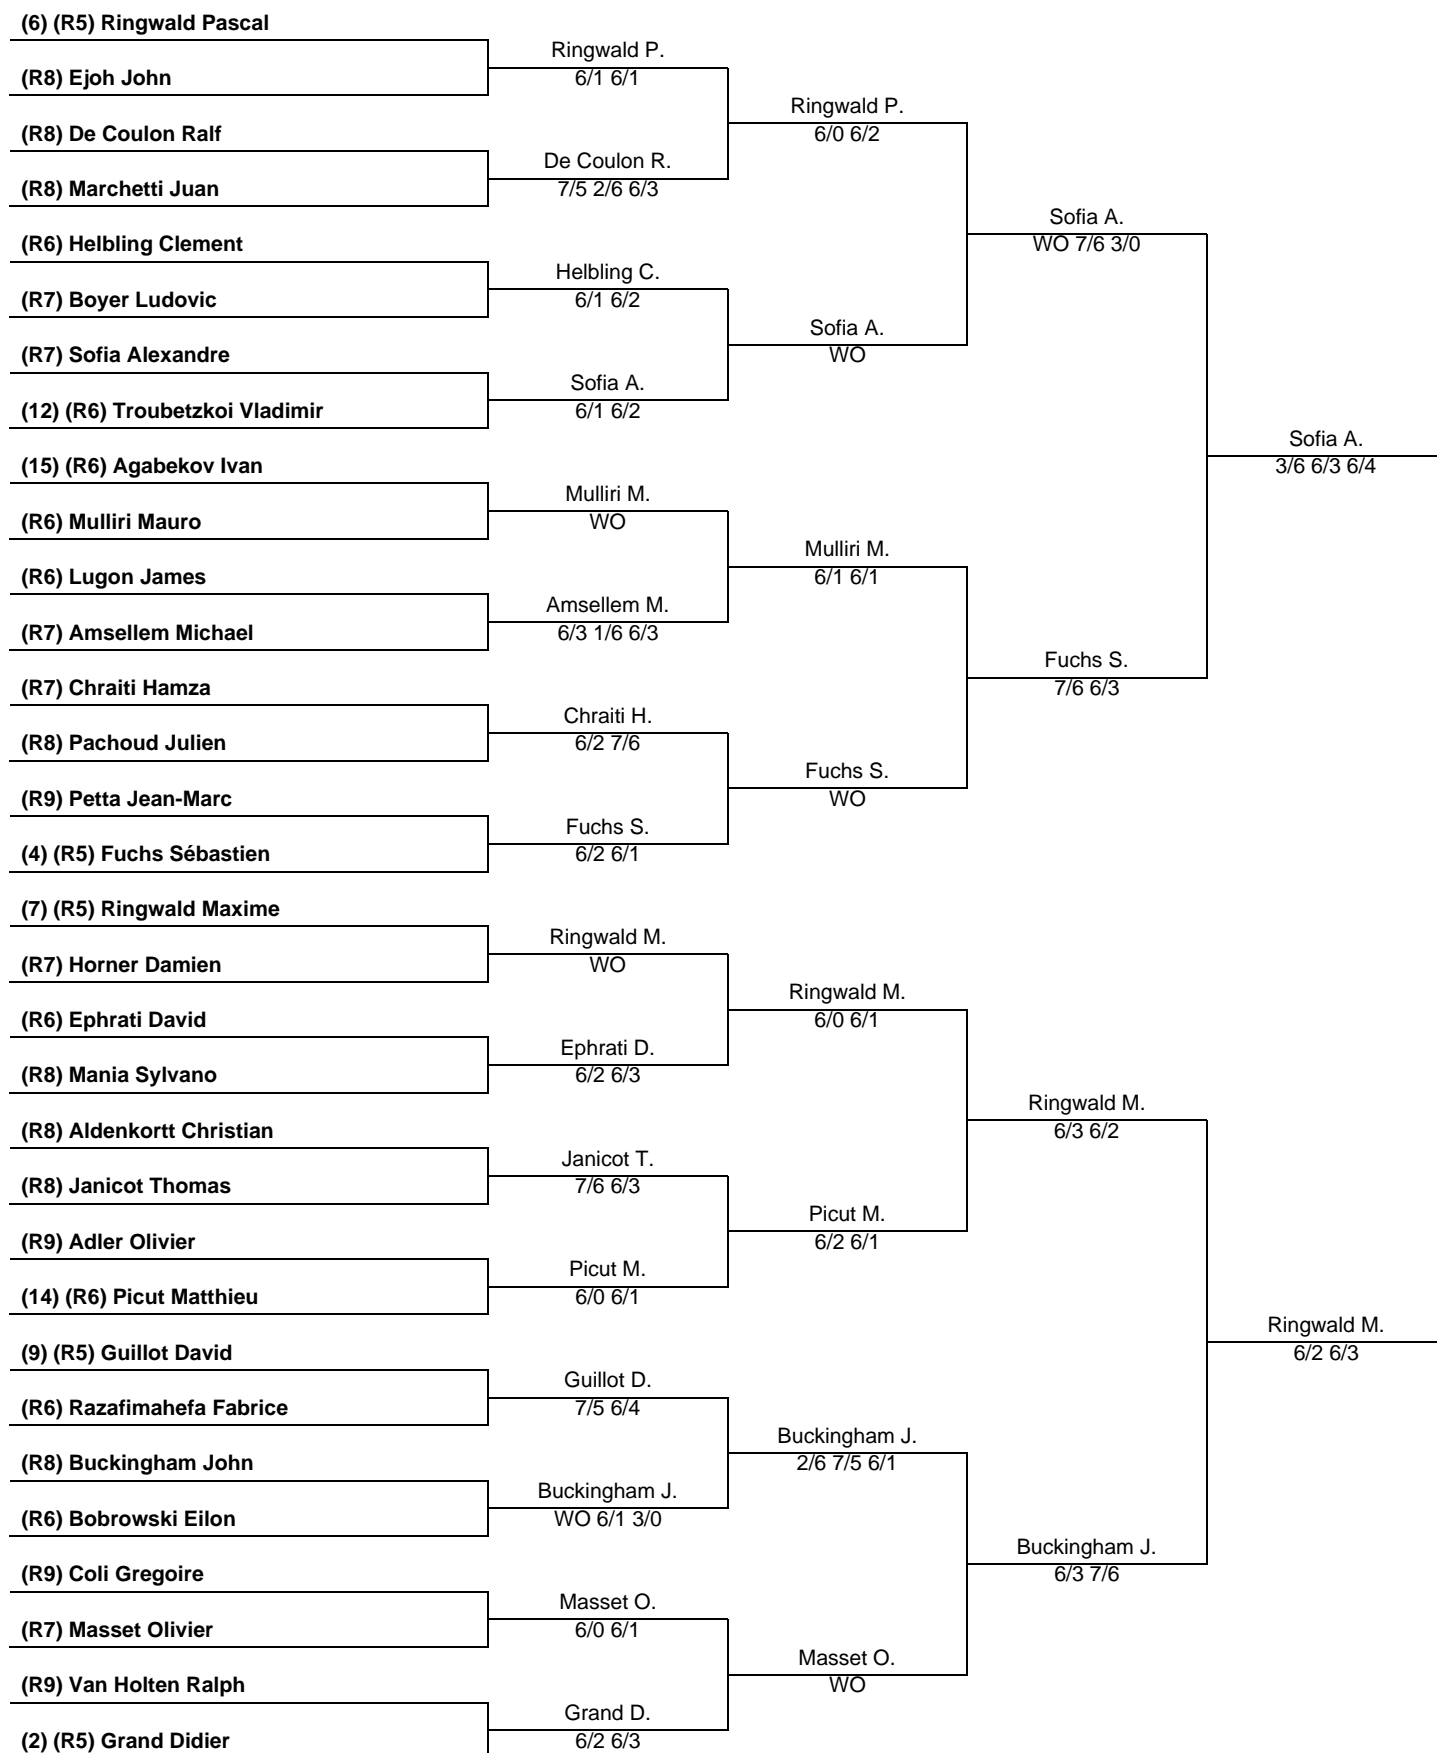 (6) (R5) Ringwald Pascal
Ringwald P.
6/1 6/1
(R8) Ejoh John
Ringwald P.
6/0 6/2
(R8) De Coulon Ralf
De Coulon R.
7/5 2/6 6/3
(R8) Marchetti Juan
Sofia A.
WO 7/6 3/0
(R6) Helbling Clement
Helbling C.
6/1 6/2
(R7) Boyer Ludovic
Sofia A.
WO
(R7) Sofia Alexandre
Sofia A.
6/1 6/2
(12) (R6) Troubetzkoi Vladimir
Sofia A.
3/6 6/3 6/4
(15) (R6) Agabekov Ivan
Mulliri M.
WO
(R6) Mulliri Mauro
Mulliri M.
6/1 6/1
(R6) Lugon James
Amsellem M.
6/3 1/6 6/3
(R7) Amsellem Michael
Fuchs S.
7/6 6/3
(R7) Chraiti Hamza
Chraiti H.
6/2 7/6
(R8) Pachoud Julien
Fuchs S.
WO
(R9) Petta Jean-Marc
Fuchs S.
6/2 6/1
(4) (R5) Fuchs Sébastien
(7) (R5) Ringwald Maxime
Ringwald M.
WO
(R7) Horner Damien
Ringwald M.
6/0 6/1
(R6) Ephrati David
Ephrati D.
6/2 6/3
(R8) Mania Sylvano
Ringwald M.
6/3 6/2
(R8) Aldenkortt Christian
Janicot T.
7/6 6/3
(R8) Janicot Thomas
Picut M.
6/2 6/1
(R9) Adler Olivier
Picut M.
6/0 6/1
(14) (R6) Picut Matthieu
Ringwald M.
6/2 6/3
(9) (R5) Guillot David
Guillot D.
7/5 6/4
(R6) Razafimahefa Fabrice
Buckingham J.
2/6 7/5 6/1
(R8) Buckingham John
Buckingham J.
WO 6/1 3/0
(R6) Bobrowski Eilon
Buckingham J.
6/3 7/6
(R9) Coli Gregoire
Masset O.
6/0 6/1
(R7) Masset Olivier
Masset O.
WO
(R9) Van Holten Ralph
Grand D.
6/2 6/3
(2) (R5) Grand Didier